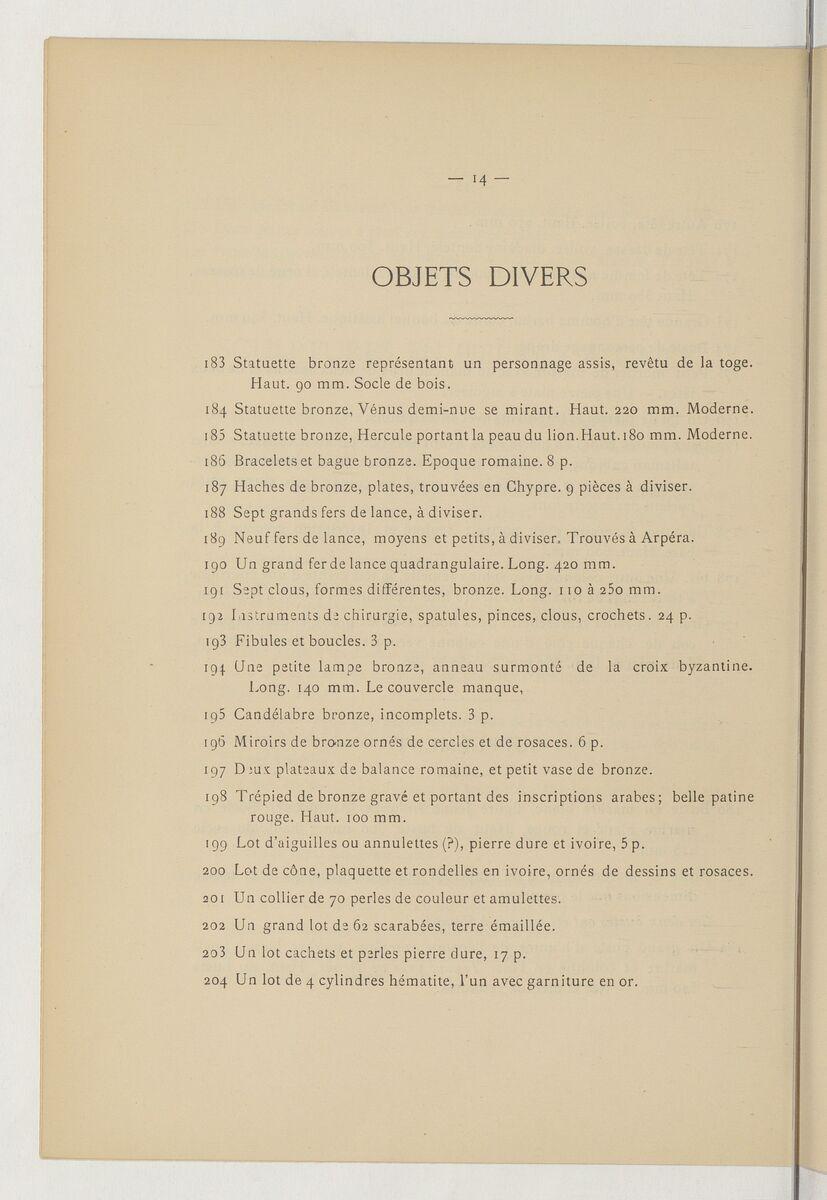 — 14 —
OBJETS DIVERS
183 Statuette bronze représentant un personnage assis, revêtu de la toge.
Haut. 90 mm. Socle de bois.
184 Statuette bronze, Vénus demi-nue se mirant. Haut. 220 mm. Moderne.
185 Statuette bronze, Hercule portant la peau du lion. Haut. 180 mm. Moderne.
186 Bracelets et bague bronze. Epoque romaine. 8 p.
187 Haches de bronze, plates, trouvées en Chypre. 9 pièces à diviser.
188 Sept grands fers de lance, à diviser.
189 Neuf fers de lance, moyens et petits, à diviser. Trouvés à Arpéra.
190 Un grand fer de lance quadrangulaire. Long. 420 mm.
191 Sept clous, formes différentes, bronze. Long. 110 à 250 mm.
192 Instruments de chirurgie, spatules, pinces, clous, crochets. 24 p.
193 Fibules et boucles. 3 p.
194 Une petite lampe bronze, anneau surmonté de la croix byzantine.
Long. 140 mm. Le couvercle manque,
195 Candélabre bronze, incomplets. 3 p.
196 Miroirs de bronze ornés de cercles et de rosaces. 6 p.
197 Deux plateaux de balance romaine, et petit vase de bronze.
198 Trépied de bronze gravé et portant des inscriptions arabes; belle patine
rouge. Haut. 100 mm.
199 Lot d'aiguilles ou annulettes (?), pierre dure et ivoire, 5 p.
200 Lot de cône, plaquette et rondelles en ivoire, ornés de dessins et rosaces.
201 Un collier de 70 perles de couleur et amulettes.
202 Un grand lot de 62 scarabées, terre émaillée.
203 Un lot cachets et perles pierre dure, 17 p.
204 Un lot de 4 cylindres hématite, l'un avec garniture en or.